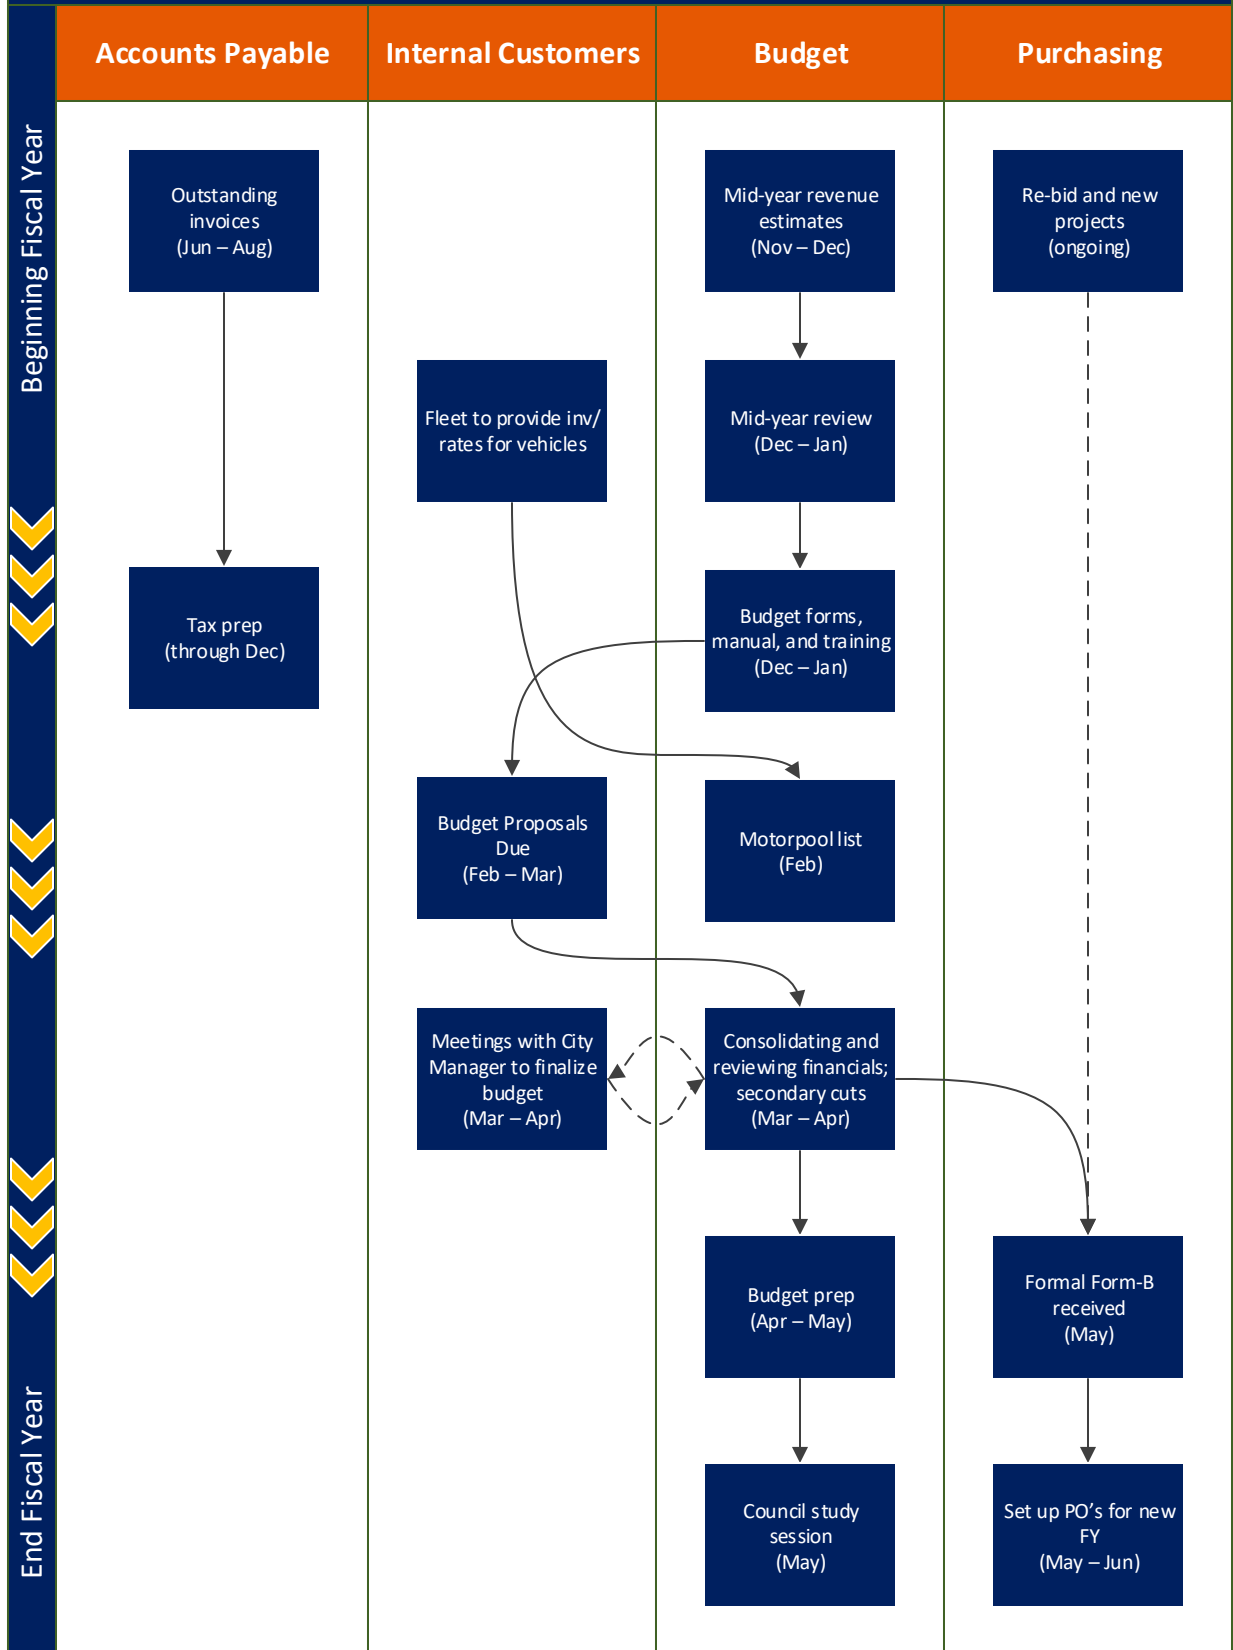 Accounts Payable
Internal Customers
Budget
Purchasing
Beginning Fiscal Year
Outstanding
invoices
(Jun – Aug)
Mid-year revenue
estimates
(Nov – Dec)
Re-bid and new
projects
(ongoing)
Fleet to provide inv/
rates for vehicles
Mid-year review
(Dec – Jan)
Tax prep
(through Dec)
Budget forms,
manual, and training
(Dec – Jan)
Budget Proposals
Due
(Feb – Mar)
Motorpool list
(Feb)
Meetings with City
Manager to finalize
budget
(Mar – Apr)
Consolidating and
reviewing financials;
secondary cuts
(Mar – Apr)
Budget prep
(Apr – May)
Formal Form-B
received
(May)
End Fiscal Year
Council study
session
(May)
Set up PO’s for new
FY
(May – Jun)